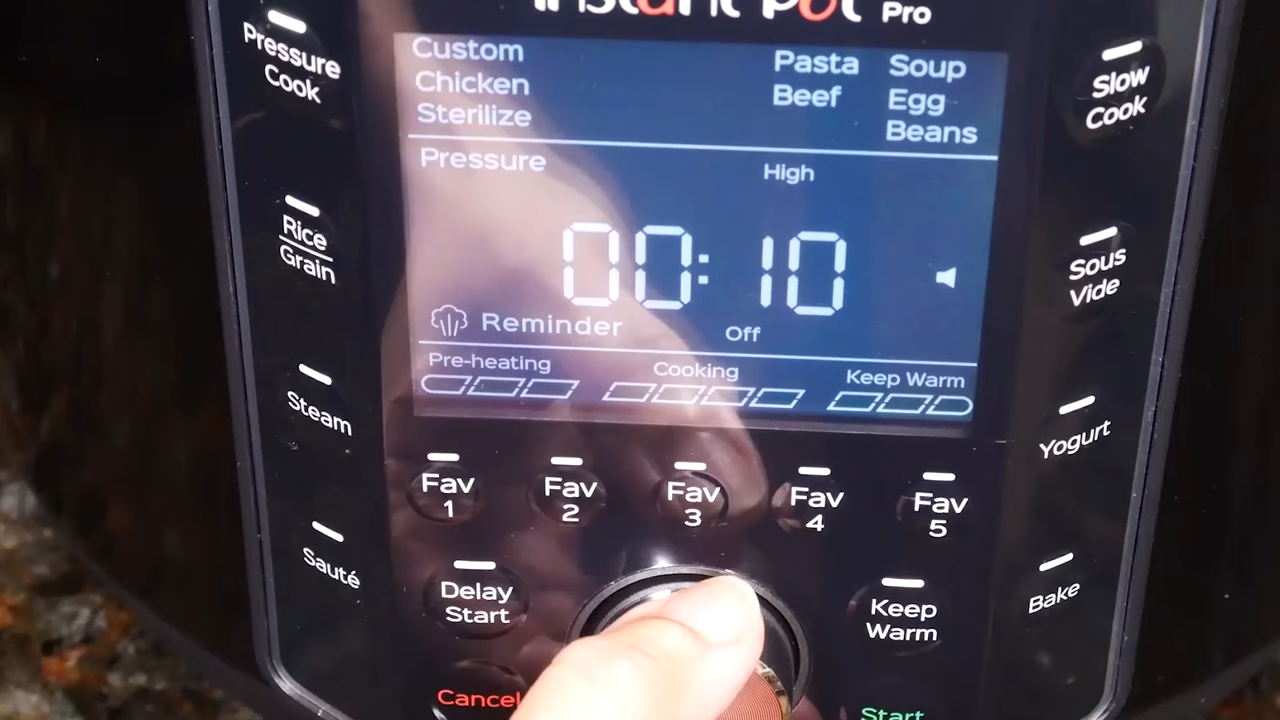 Instant Pot Pro
Pressure
Cook
Custom
Chicken
Sterilize
Pasta
Beef
Soup
Egg
Beans
Slow
Cook
Pressure
High
Rice
Grain
00:10
Sous
Vide
Reminder
Off
Pre-heating
Cooking
Keep Warm
Steam
Yogurt
Fav
1
Fav
2
Fav
3
Fav
4
Fav
5
Sauté
Delay
Start
Keep
Warm
Bake
Cancel
Start